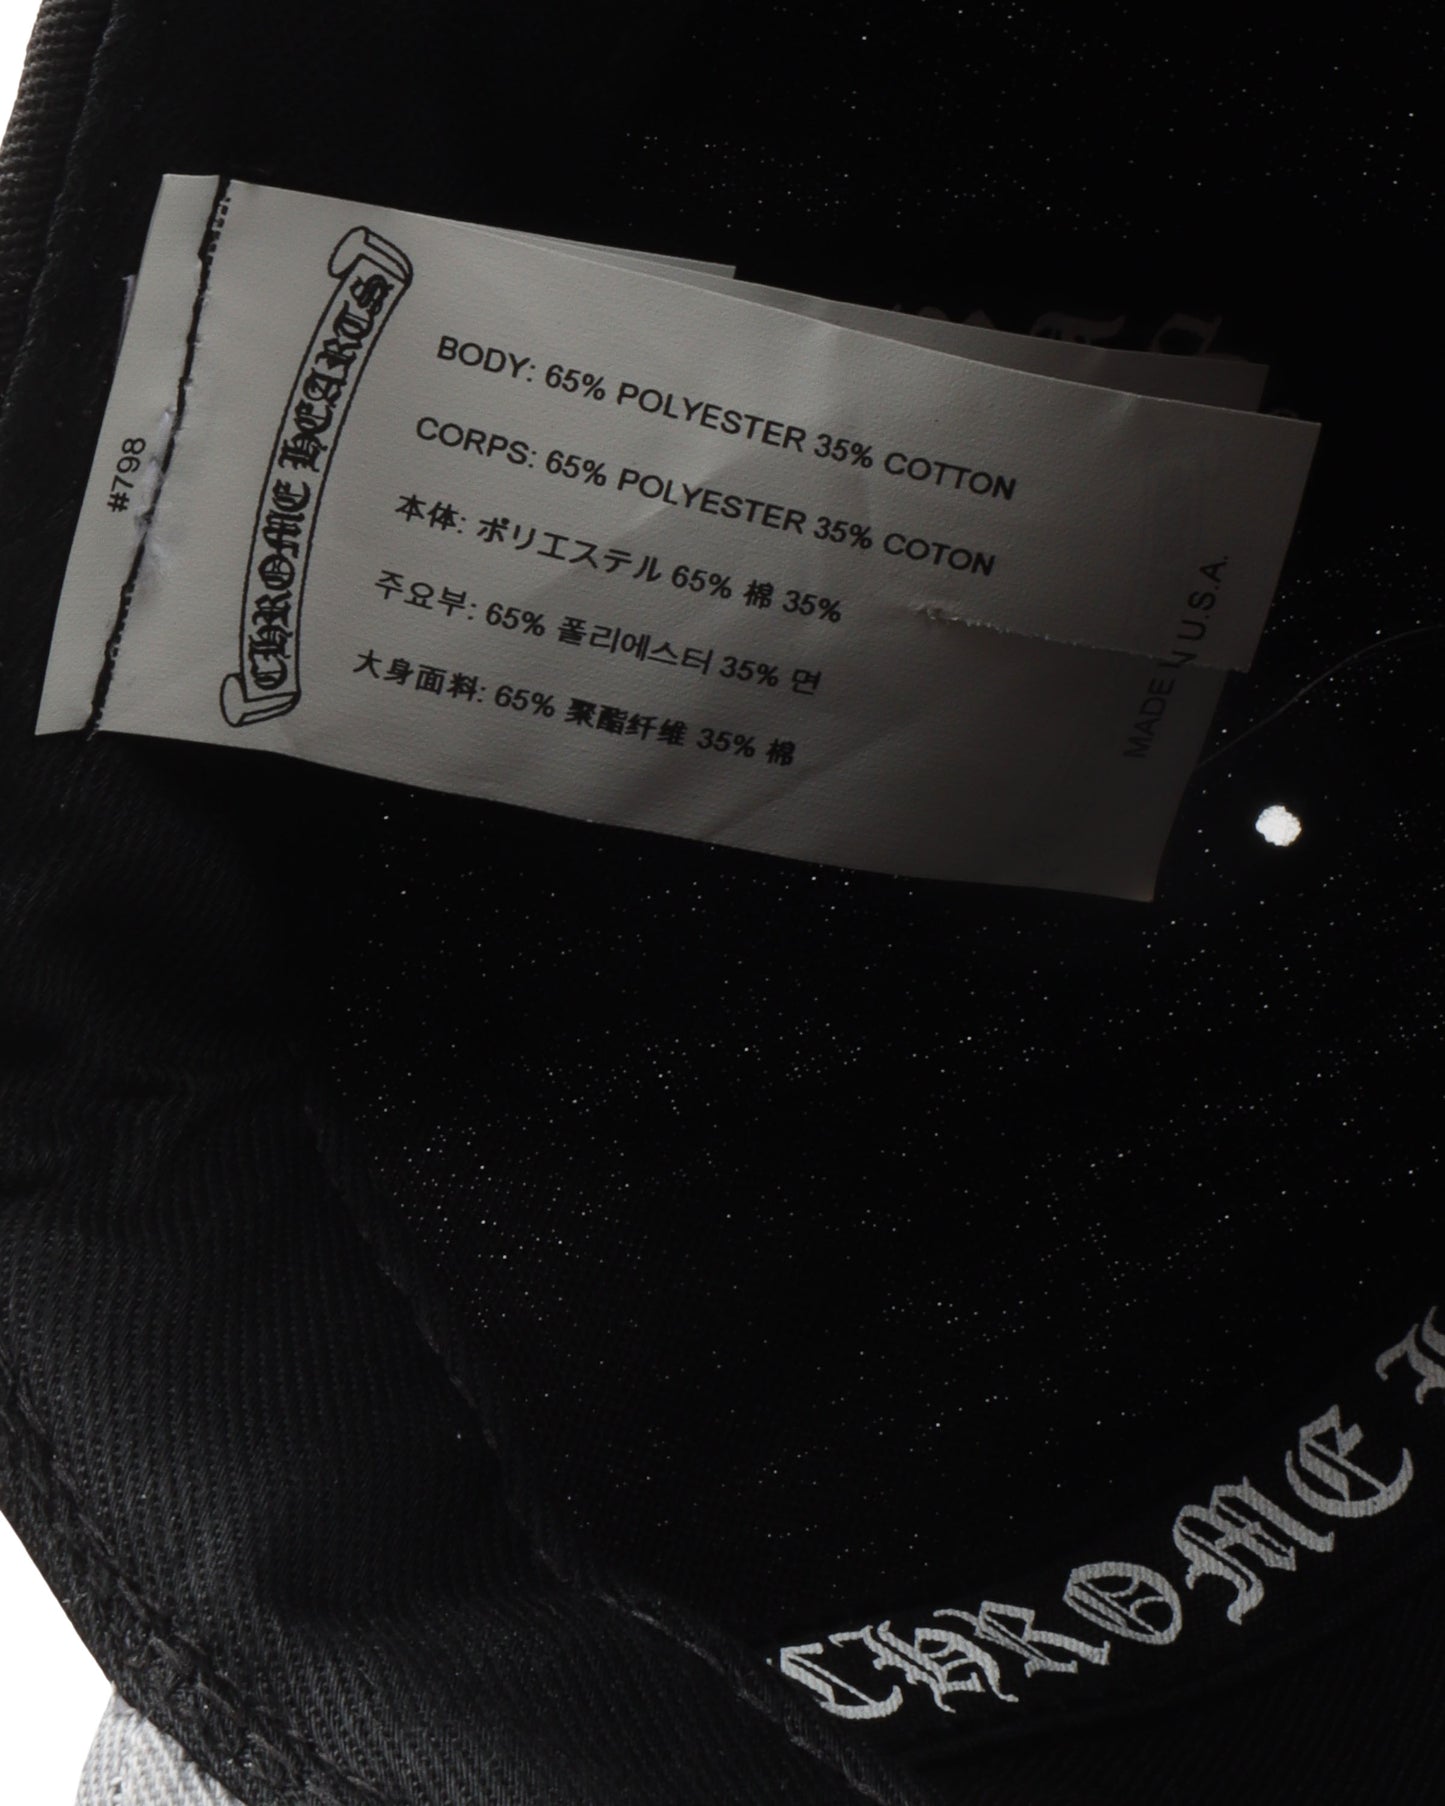 #798
CHROME HEARTS
BODY: 65% POLYESTER 35% COTTON
CORPS: 65% POLYESTER 35% COTON
本体: ポリエステル 65% 棉 35%
주요부: 65% 폴리에스터 35% 면
大身面料: 65% 聚酯纤维 35% 棉
MADE N U.S.A.
CHROME